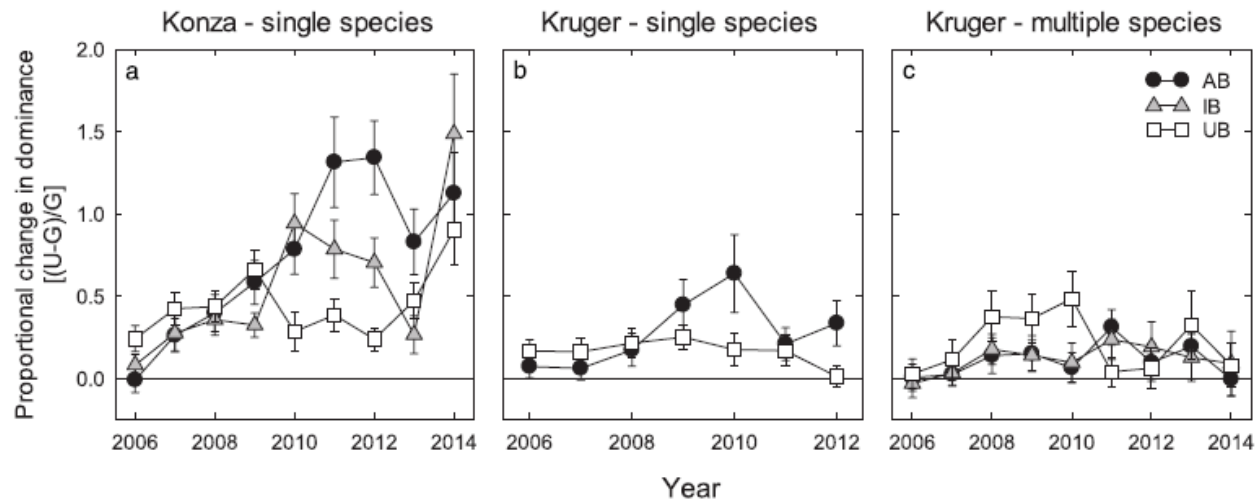 Konza - single species
Kruger - single species
Kruger - multiple species
Proportional change in dominance
[(U-G)/G]
2.0
1.5
1.0
0.5
0.0
a
b
c
AB
IB
UB
2006 2008 2010 2012 2014
2006 2008 2010 2012
2006 2008 2010 2012 2014
Year